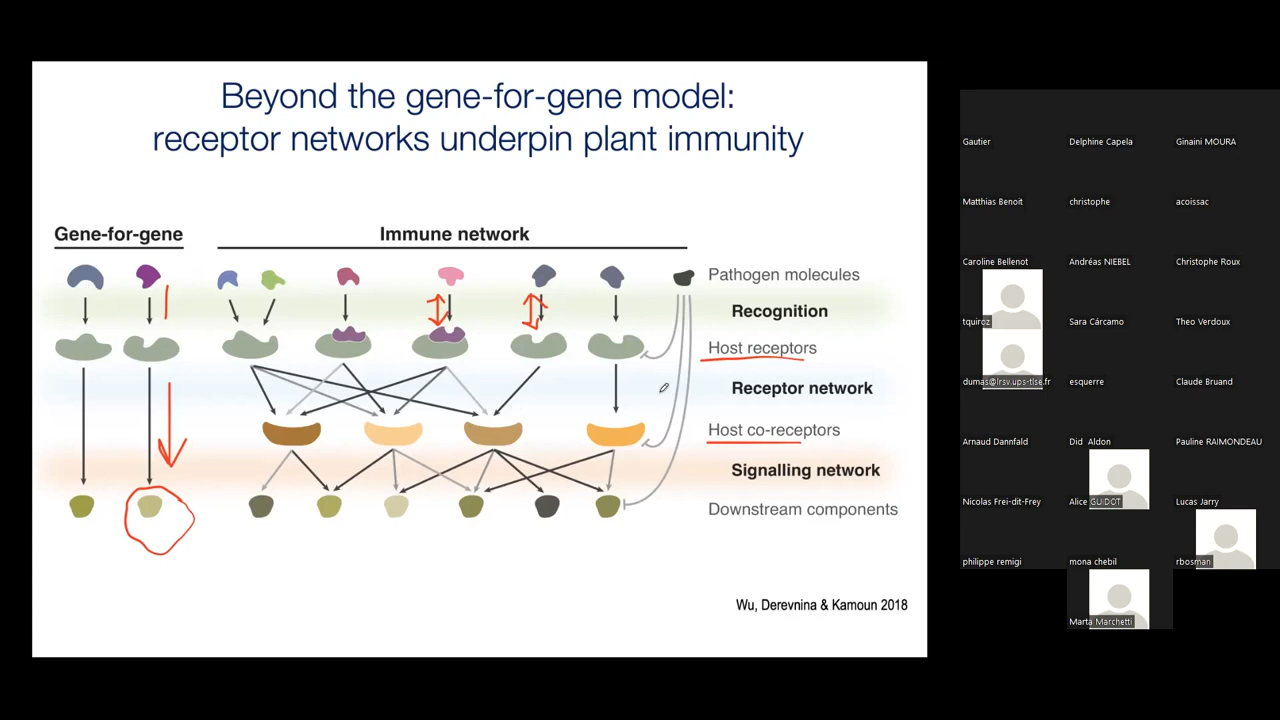 Beyond the gene-for-gene model:
receptor networks underpin plant immunity
Gene-for-gene
Immune network
Pathogen molecules
Recognition
Host receptors
Receptor network
Host co-receptors
Signalling network
Downstream components
Wu, Derevnina & Kamoun 2018
Gautier
Delphine Capela
Ginaini MOURA
Matthias Benoit
christophe
acoissac
Caroline Bellenot
Andréas NIEBEL
Christophe Roux
tquiroz
Sara Cárcamo
Theo Verdoux
dumas@lrsv.ups-tlse.fr
esquerre
Claude Bruand
Arnaud Dannfald
Did Aldon
Pauline RAIMONDEAU
Nicolas Frei-dit-Frey
Alice GUIDOT
Lucas Jarry
philippe remigi
mona chebil
rbosman
Marta Marchetti